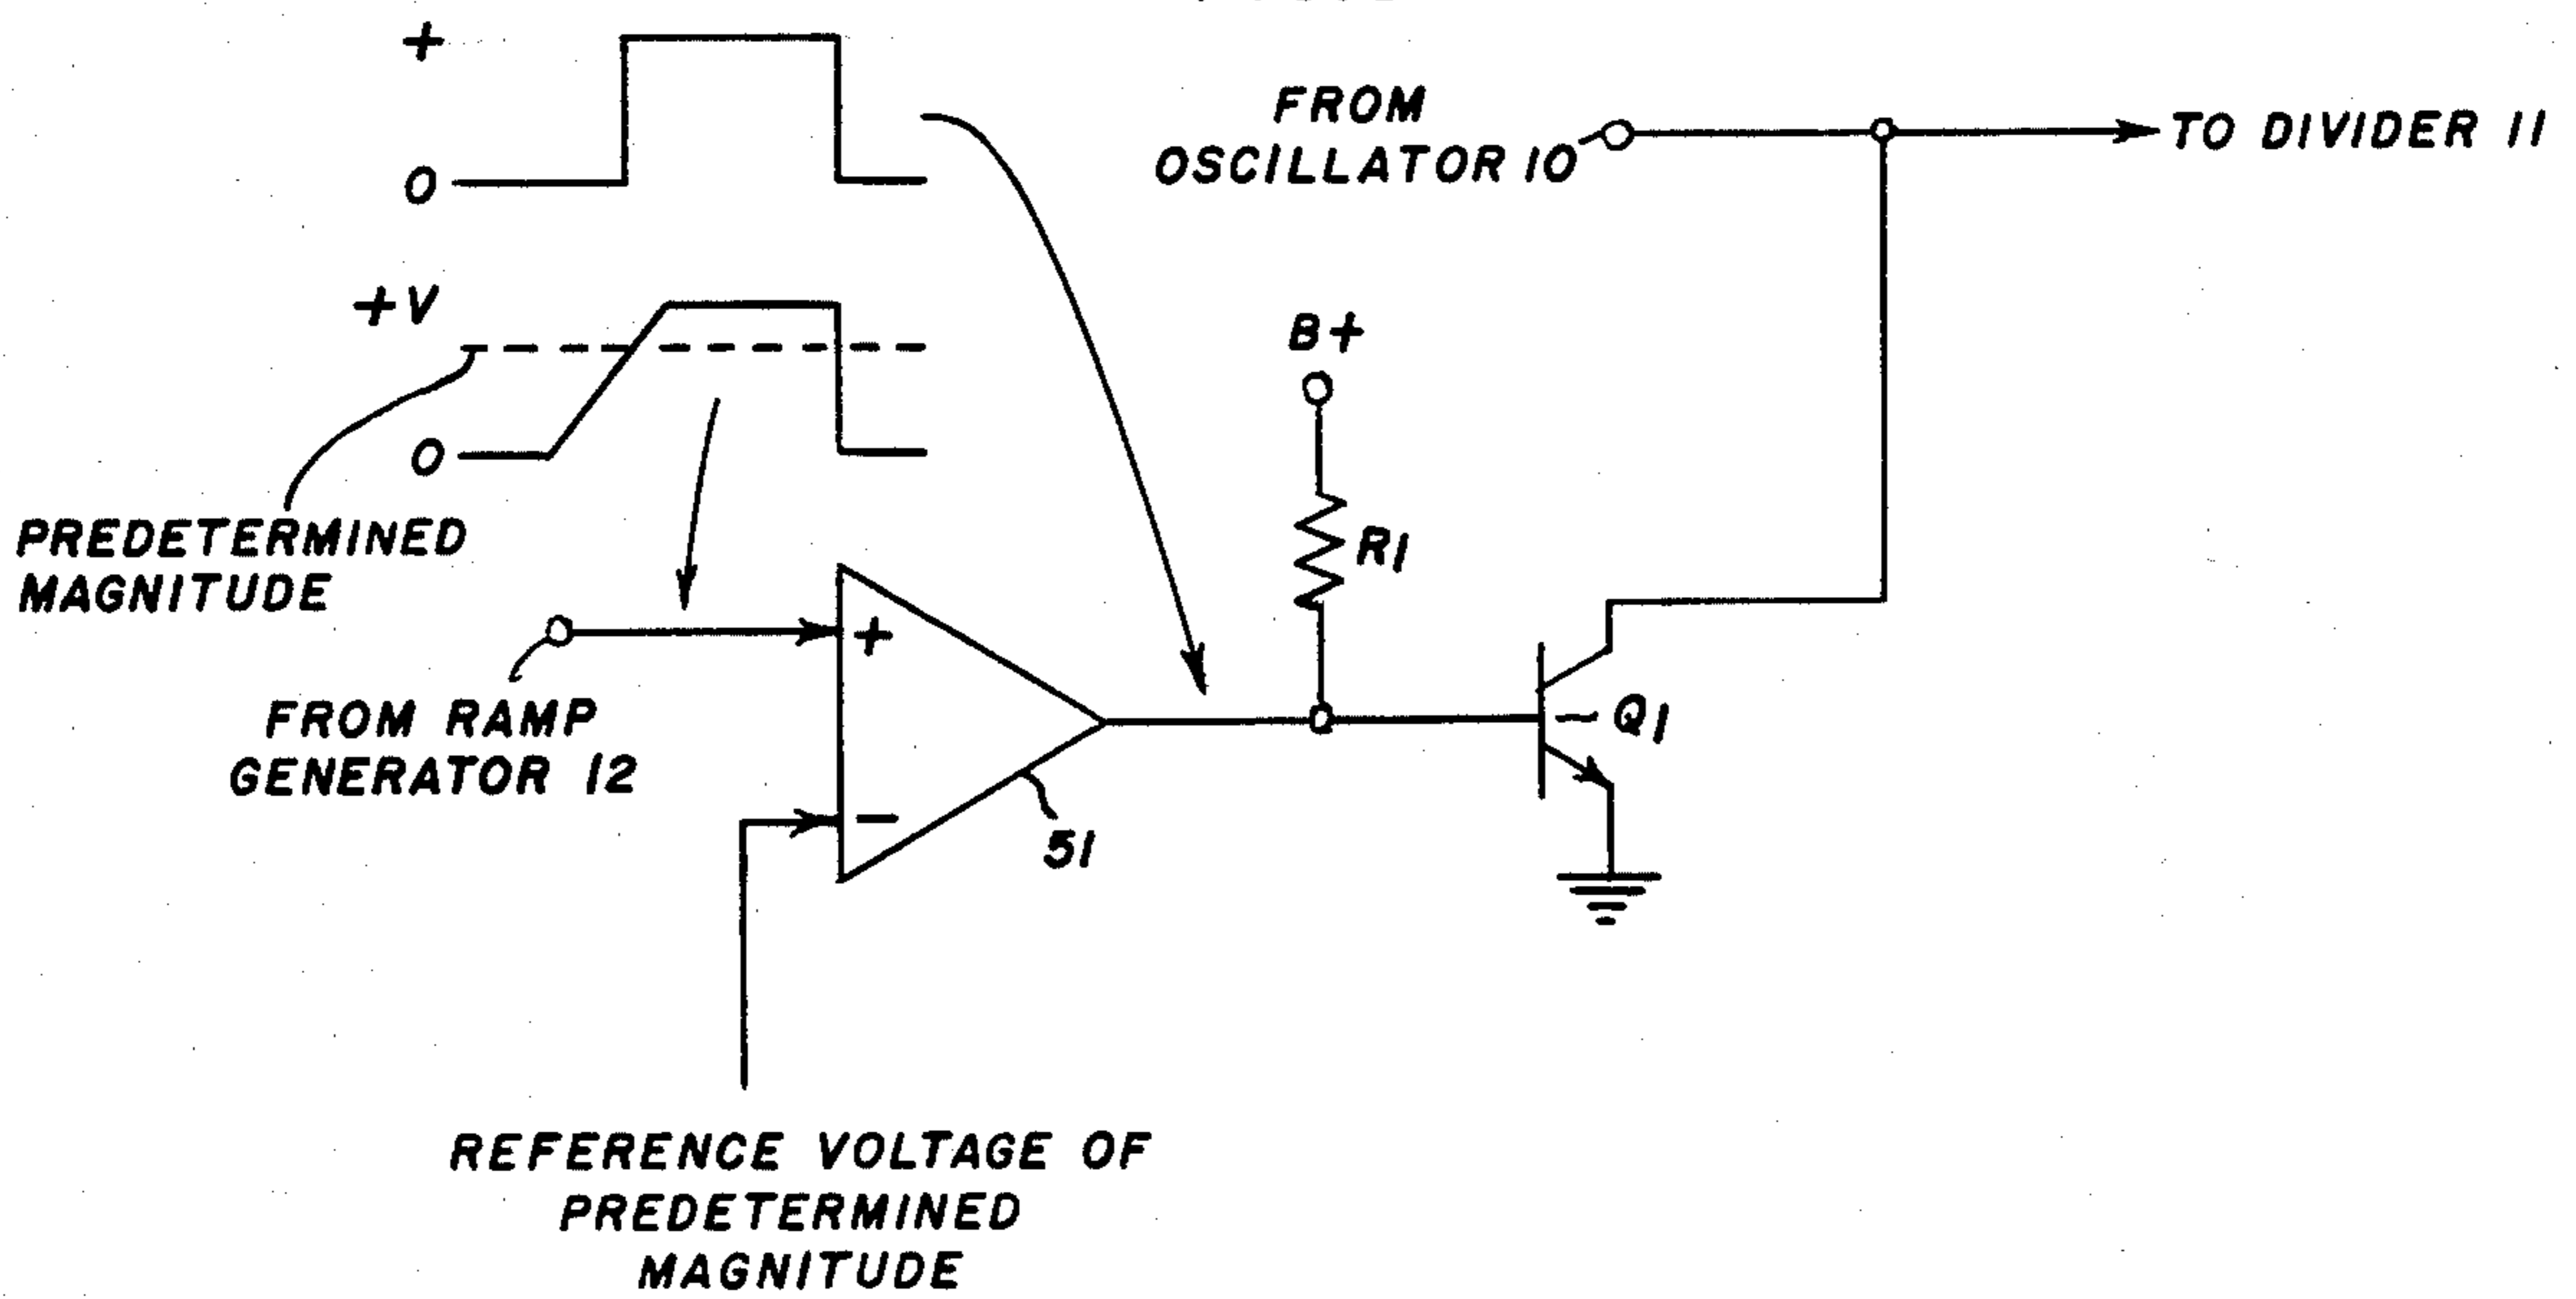 +
0
FROM
OSCILLATOR 10
TO DIVIDER 11
+V
0
B+
PREDETERMINED
MAGNITUDE
R1
+
FROM RAMP
GENERATOR 12
Q1
−
51
REFERENCE VOLTAGE OF
PREDETERMINED
MAGNITUDE